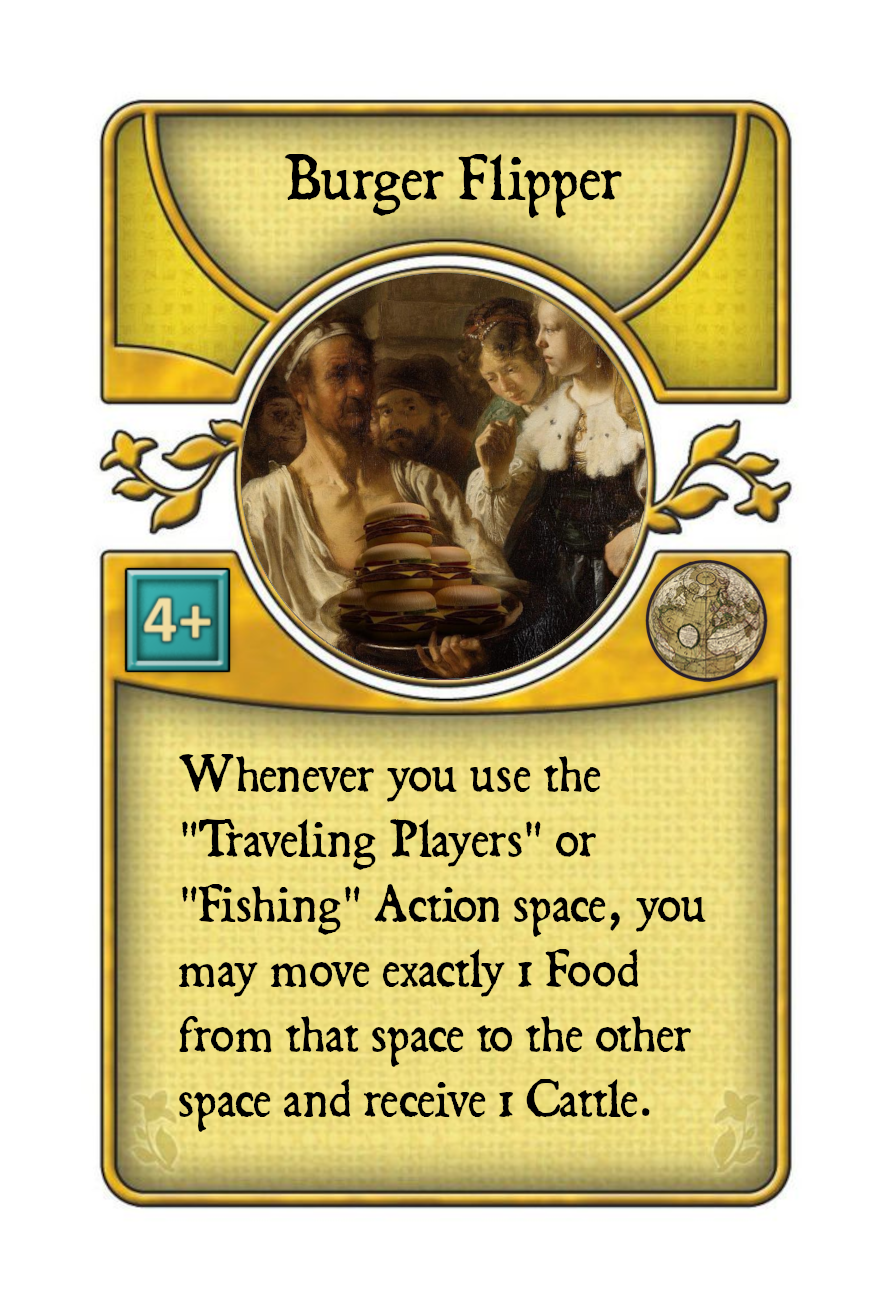 Burger Flipper
4+
Whenever you use the
"Traveling Players" or
"Fishing" Action space, you
may move exactly 1 Food
from that space to the other
space and receive 1 Cattle.